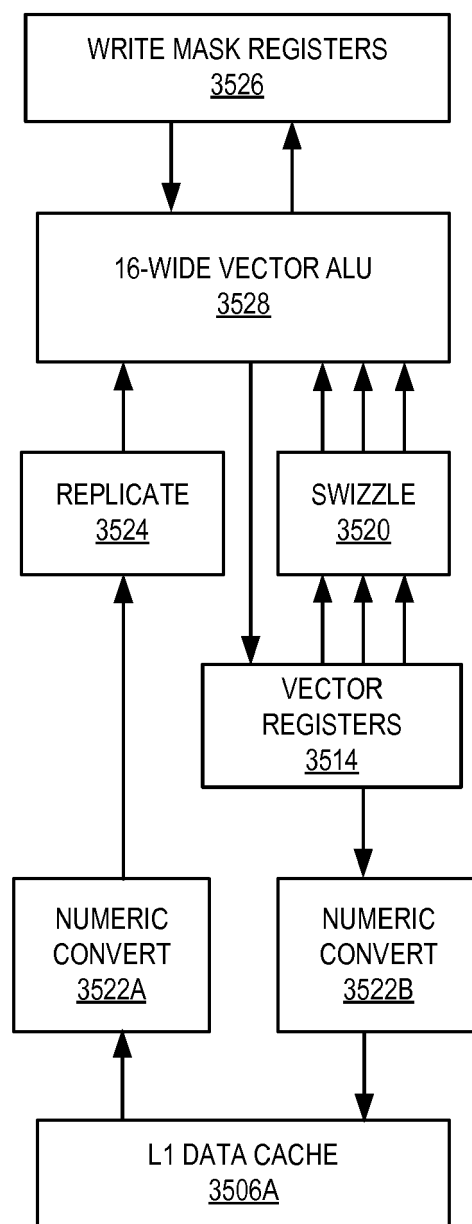 WRITE MASK REGISTERS
3526
16-WIDE VECTOR ALU
3528
REPLICATE
3524
SWIZZLE
3520
VECTOR
REGISTERS
3514
NUMERIC
CONVERT
3522A
NUMERIC
CONVERT
3522B
L1 DATA CACHE
3506A